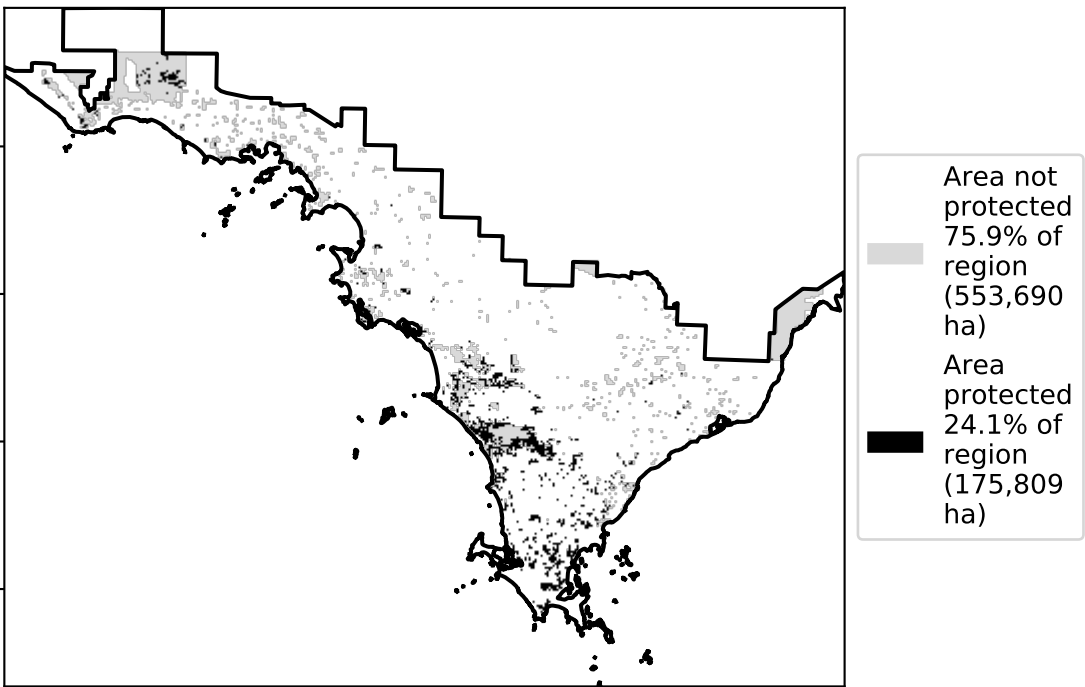 Area not
protected
75.9% of
region
(553,690
ha)
Area
protected
24.1% of
region
(175,809
ha)